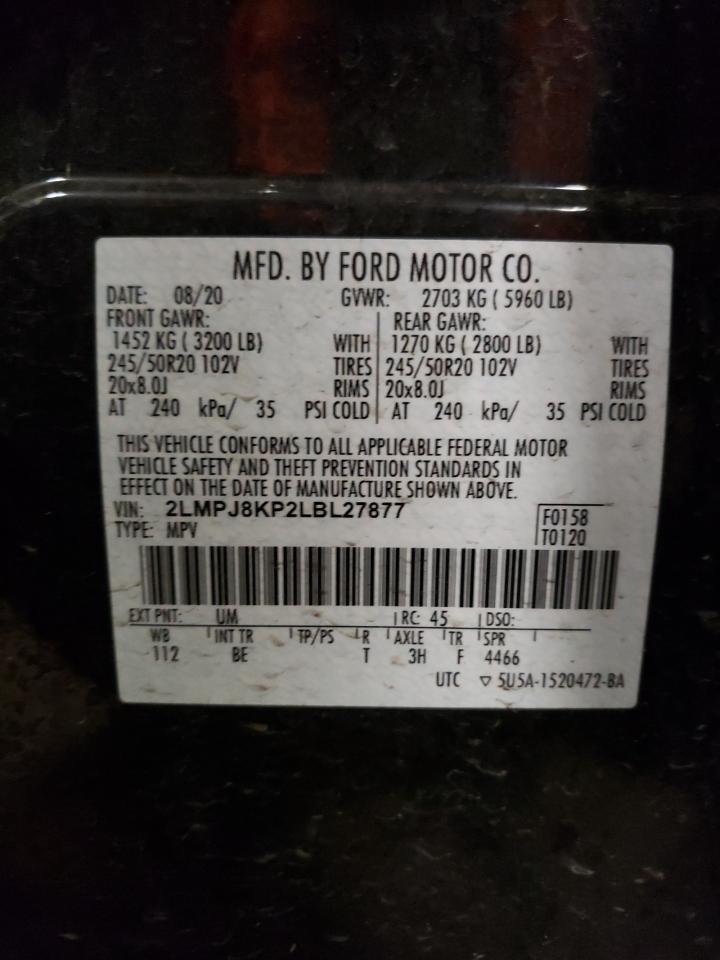 MFD. BY FORD MOTOR CO.
DATE: 08/20 GVWR: 2703 KG ( 5960 LB)
FRONT GAWR: REAR GAWR:
1452 KG ( 3200 LB) WITH 1270 KG ( 2800 LB) WITH
245/50R20 102V TIRES 245/50R20 102V TIRES
20x8.0J RIMS 20x8.0J RIMS
AT 240 kPa/ 35 PSI COLD AT 240 kPa/ 35 PSI COLD
THIS VEHICLE CONFORMS TO ALL APPLICABLE FEDERAL MOTOR
VEHICLE SAFETY AND THEFT PREVENTION STANDARDS IN
EFFECT ON THE DATE OF MANUFACTURE SHOWN ABOVE.
VIN: 2LMPJ8KP2LBL27877 F0158
TYPE: MPV T0120
EXT PNT: UM RC: 45 DSO:
WB INT TR TP/PS R AXLE TR SPR
112 BE T 3H F 4466
UTC ▽ 5U5A-1520472-BA